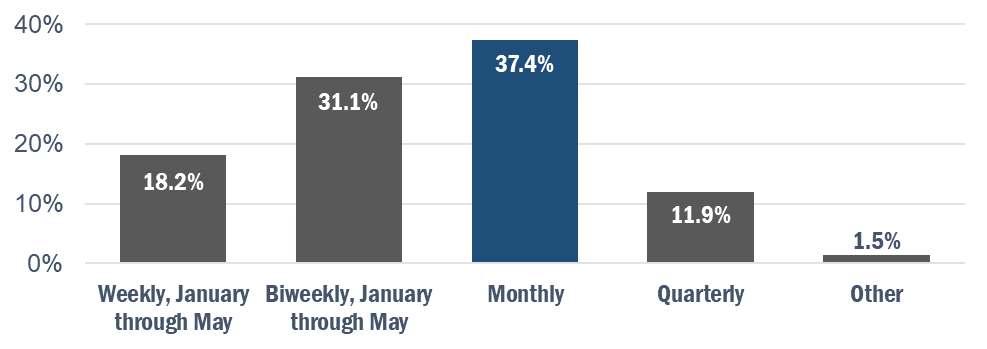 40%
37.4%
30%
31.1%
20%
18.2%
11.9%
10%
1.5%
0%
Weekly, January
through May
Biweekly, January
through May
Monthly
Quarterly
Other